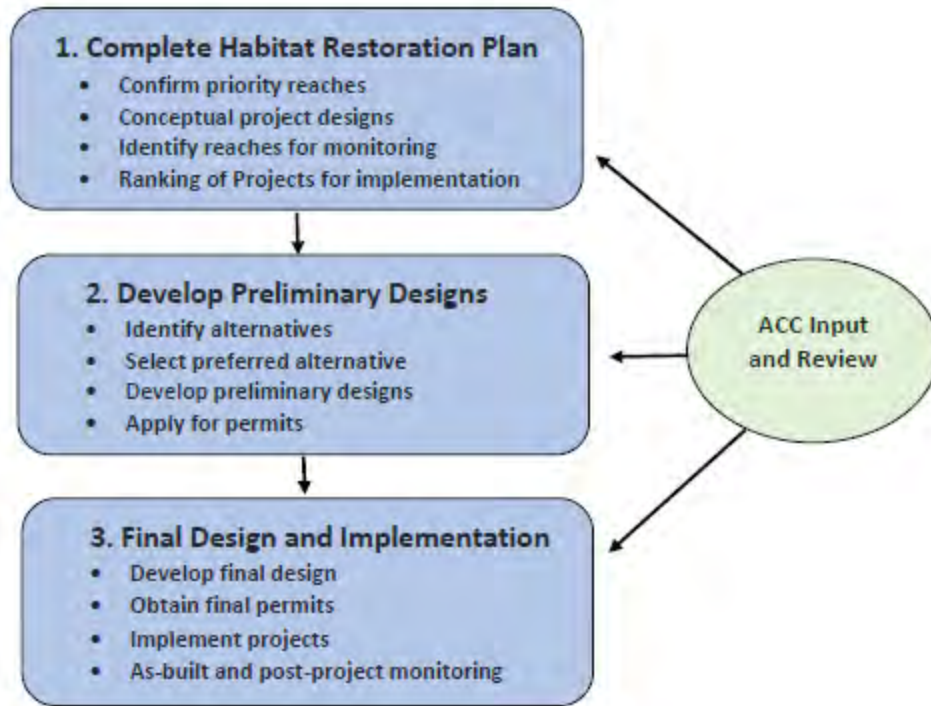 1. Complete Habitat Restoration Plan
• Confirm priority reaches
• Conceptual project designs
• Identify reaches for monitoring
• Ranking of Projects for implementation
2. Develop Preliminary Designs
• Identify alternatives
• Select preferred alternative
• Develop preliminary designs
• Apply for permits
ACC Input
and Review
3. Final Design and Implementation
• Develop final design
• Obtain final permits
• Implement projects
• As-built and post-project monitoring